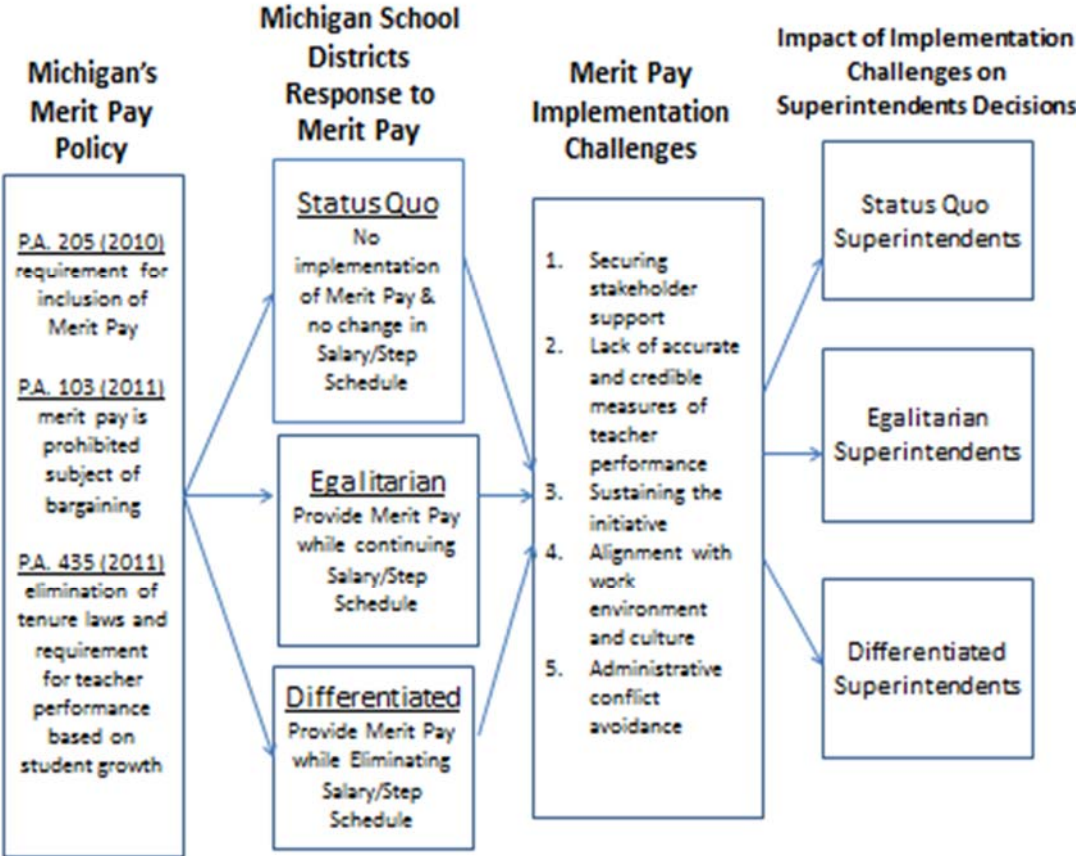 Michigan's
Merit Pay
Policy
P.A. 205 (2010)
requirement for
inclusion of
Merit Pay
P.A. 103 (2011)
merit pay is
prohibited
subject of
bargaining
P.A. 435 (2011)
elimination of
tenure laws and
requirement
for teacher
performance
based on
student growth
Michigan School
Districts
Response to
Merit Pay
Status Quo
No
implementation
of Merit Pay &
no change in
Salary/Step
Schedule
Egalitarian
Provide Merit Pay
while continuing
Salary/Step
Schedule
Differentiated
Provide Merit Pay
while Eliminating
Salary/Step
Schedule
Merit Pay
Implementation
Challenges
1. Securing
stakeholder
support
2. Lack of accurate
and credible
measures of
teacher
performance
3. Sustaining the
initiative
4. Alignment with
work
environment
and culture
5. Administrative
conflict
avoidance
Impact of Implementation
Challenges on
Superintendents Decisions
Status Quo
Superintendents
Egalitarian
Superintendents
Differentiated
Superintendents